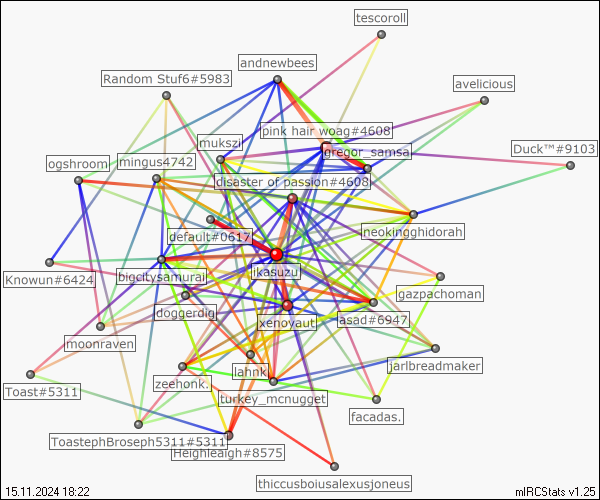 tescoroll
andnewbees
Random Stuf6#5983
avelicious
pink hair woag#4608
mukszi
gregor_samsa
Duck™#9103
ogshroom
mingus4742
disaster of passion#4608
neokingghidorah
default#0617
ikasuzu
Knowun#6424
bigcitysamurai
gazpachoman
doggerdig
xenoyaut
lasad#6947
moonraven
jarlbreadmaker
lahnk
zeehonk.
Toast#5311
turkey_mcnugget
facadas.
ToastephBroseph5311#5311
Heighleaigh#8575
thiccusboiusalexusjoneus
15.11.2024 18:22
mIRCStats v1.25